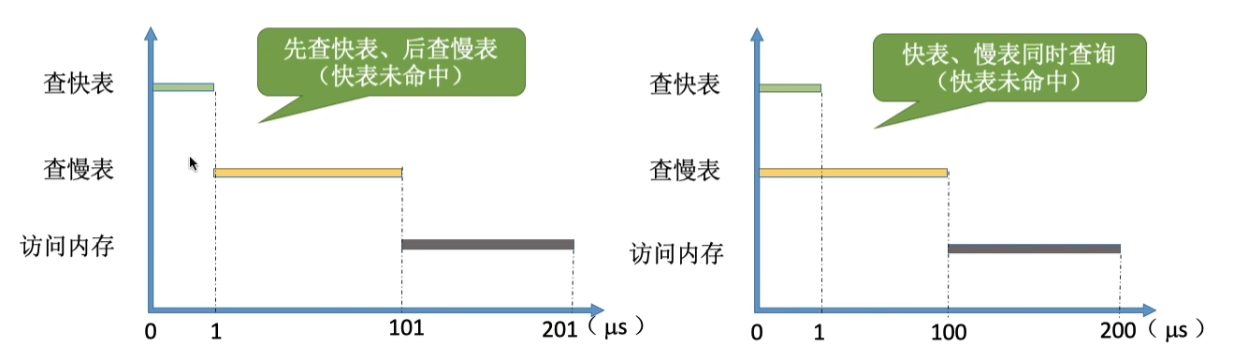 先查快表、后查慢表
（快表未命中）
查快表
查慢表
访问内存
0 1 101 201（μs）
快表、慢表同时查询
（快表未命中）
查快表
查慢表
访问内存
0 1 100 200（μs）